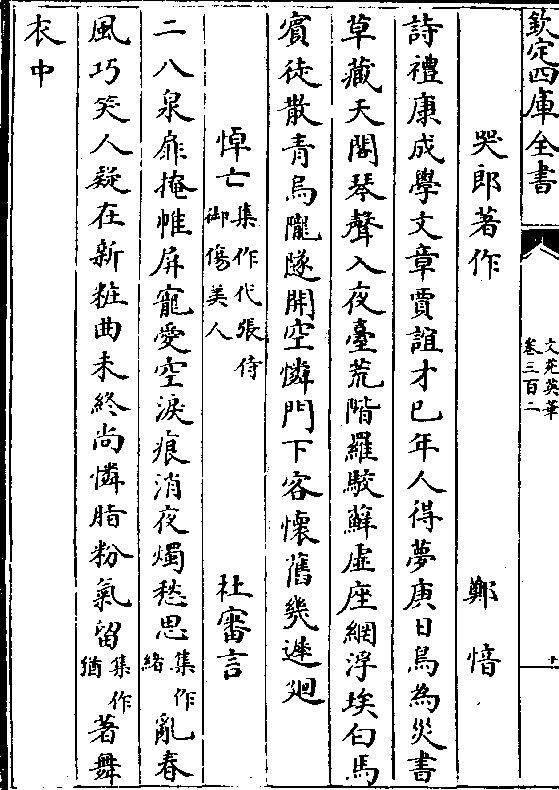 欽定四庫全書
文苑英華
卷三百二
十
哭郎著作 鄭愔
詩禮康成學文章賈誼才巳年人得夢庚日鳥為災書
草藏天閣琴聲入夜臺荒階羅駮蘚虚座網浮埃白馬
賓徒散青烏隴隧開空憐門下客懷舊幾遲廻
悼亡集作代張侍御傷美人 杜審言
二八泉扉掩帷屏寵愛空淚痕消夜燭愁思集作緒亂春
風巧笑人疑在新粧曲未終尚憐脂粉氣留集作猶著舞
衣中